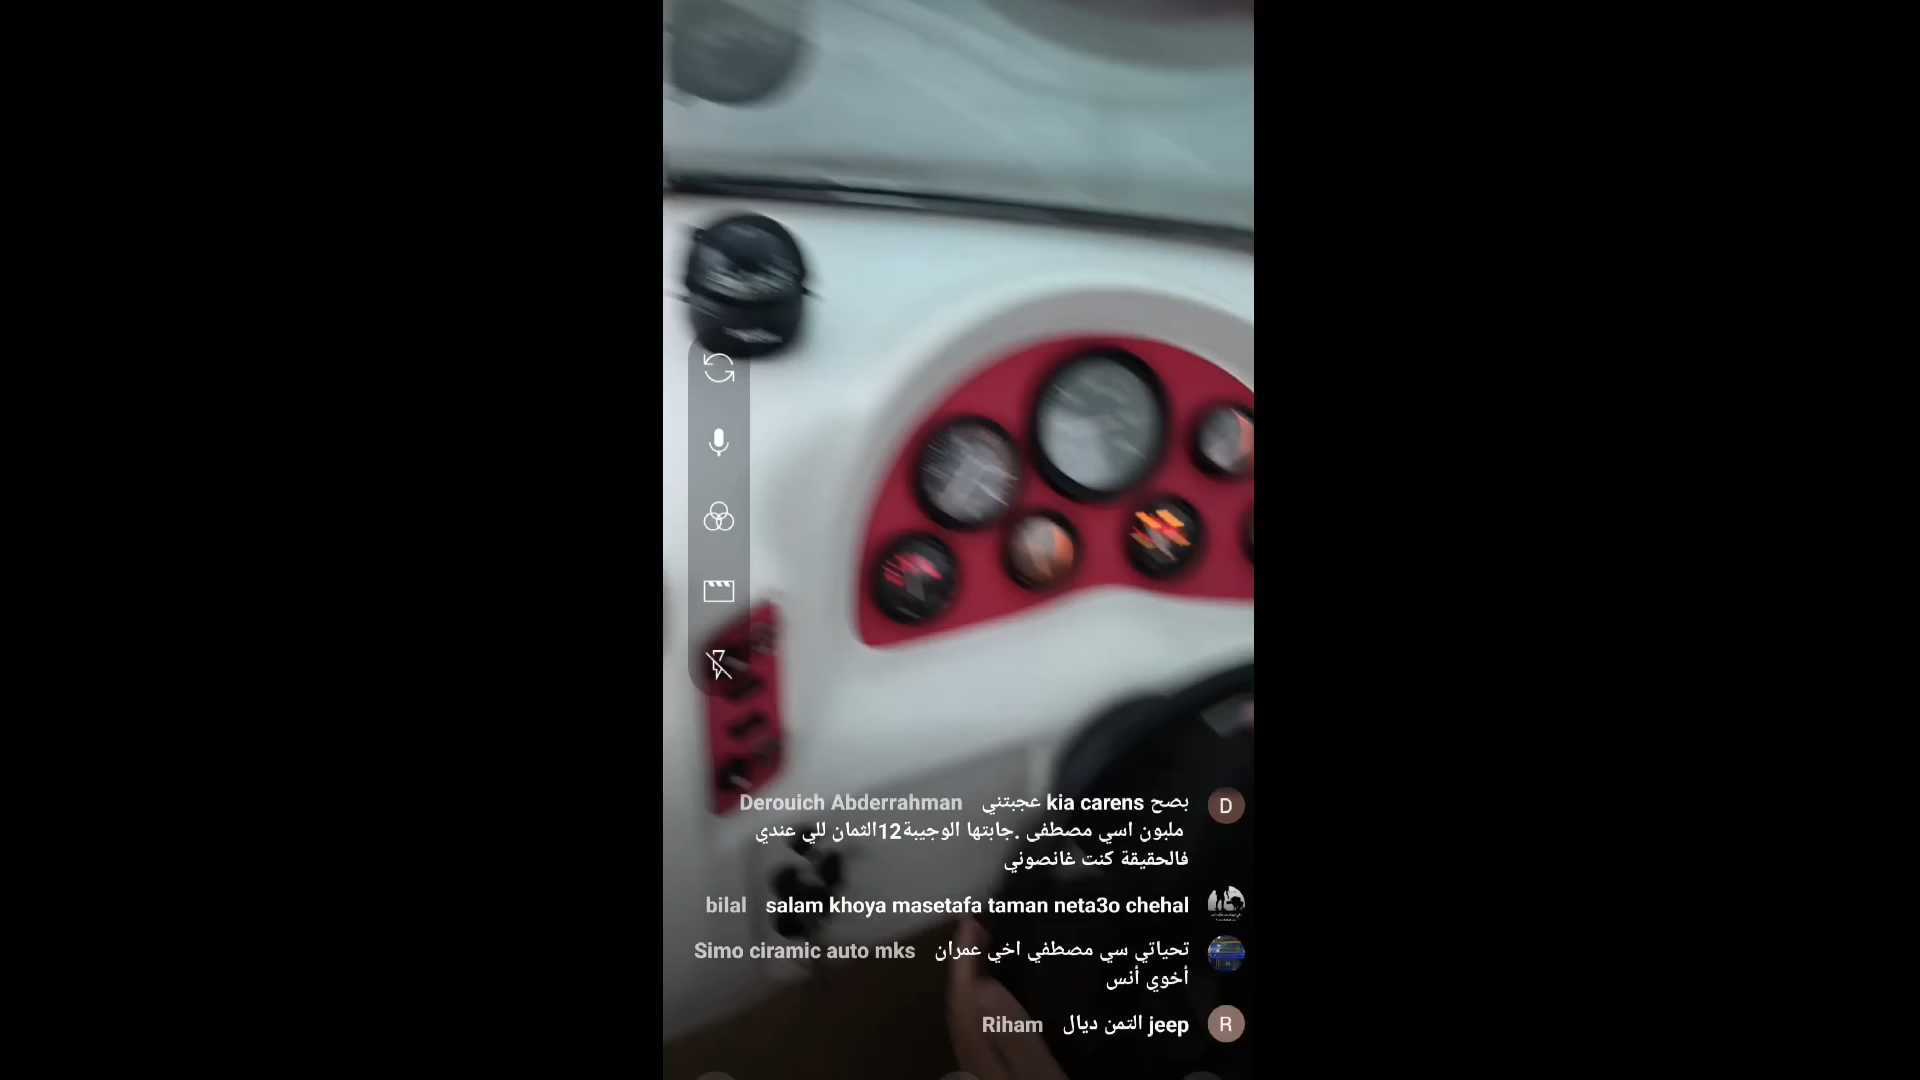 Derouich Abderrahman بصح kia carens عجبتني
ملبون اسي مصطفى .جابتها الوجيبة12الثمان للي عندي
فالحقيقة كنت غانصوني
bilal salam khoya masetafa taman neta3o chehal
Simo ciramic auto mks تحياتي سي مصطفي اخي عمران
أخوي أنس
Riham التمن ديال jeep
D
R